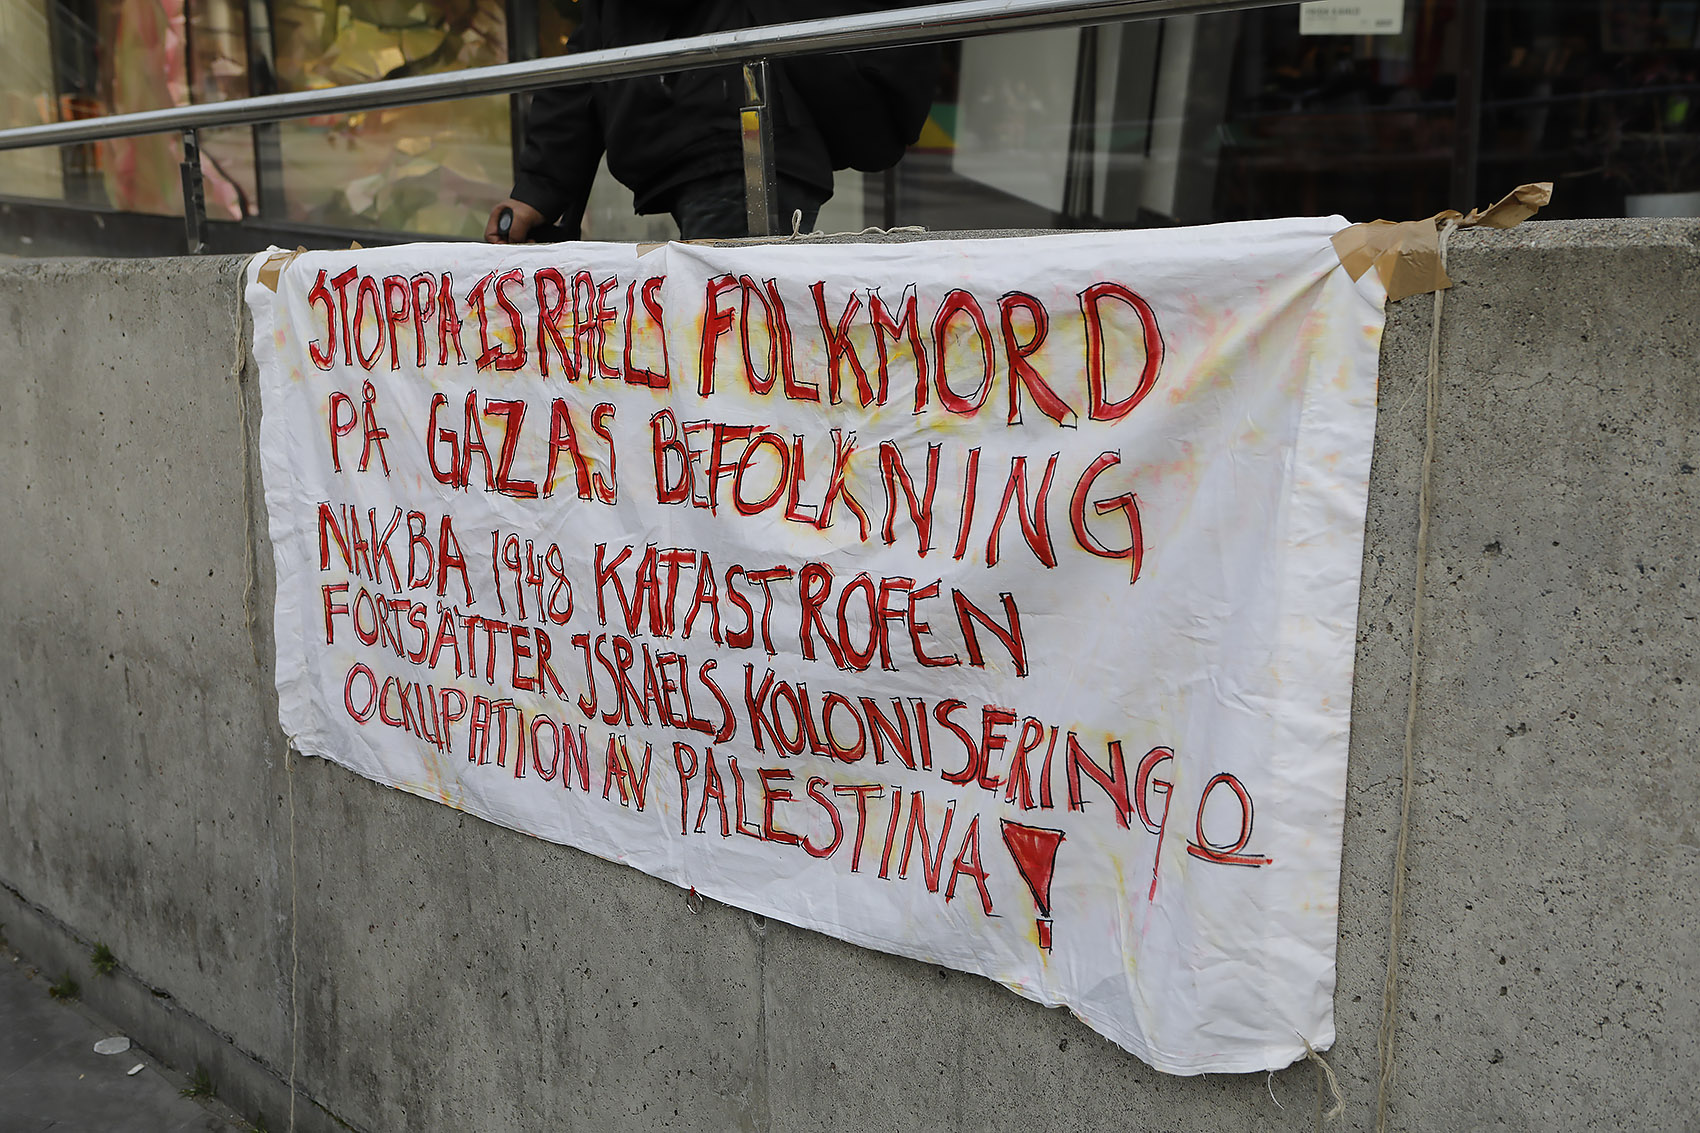 STOPPA ISRAELS FOLKMORD
PÅ GAZAS BEFOLKNING
NAKBA 1948 KATASTROFEN
FORTSÄTTER ISRAELS KOLONISERING O
OCKUPATION AV PALESTINA!